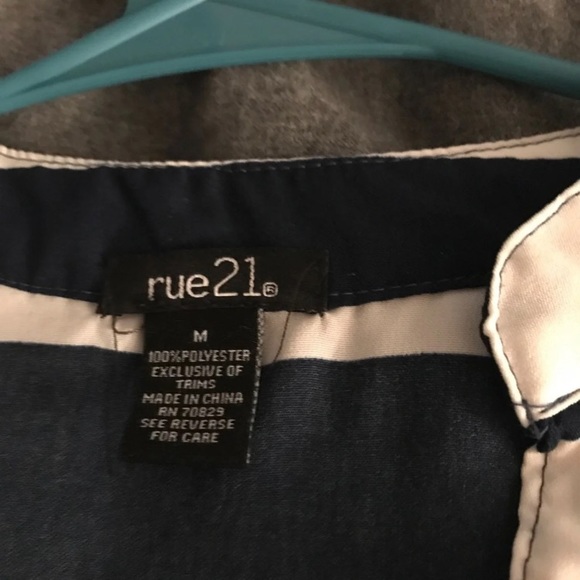 rue21®
M
100%POLYESTER
EXCLUSIVE OF
TRIMS
MADE IN CHINA
RN 70829
SEE REVERSE
FOR CARE